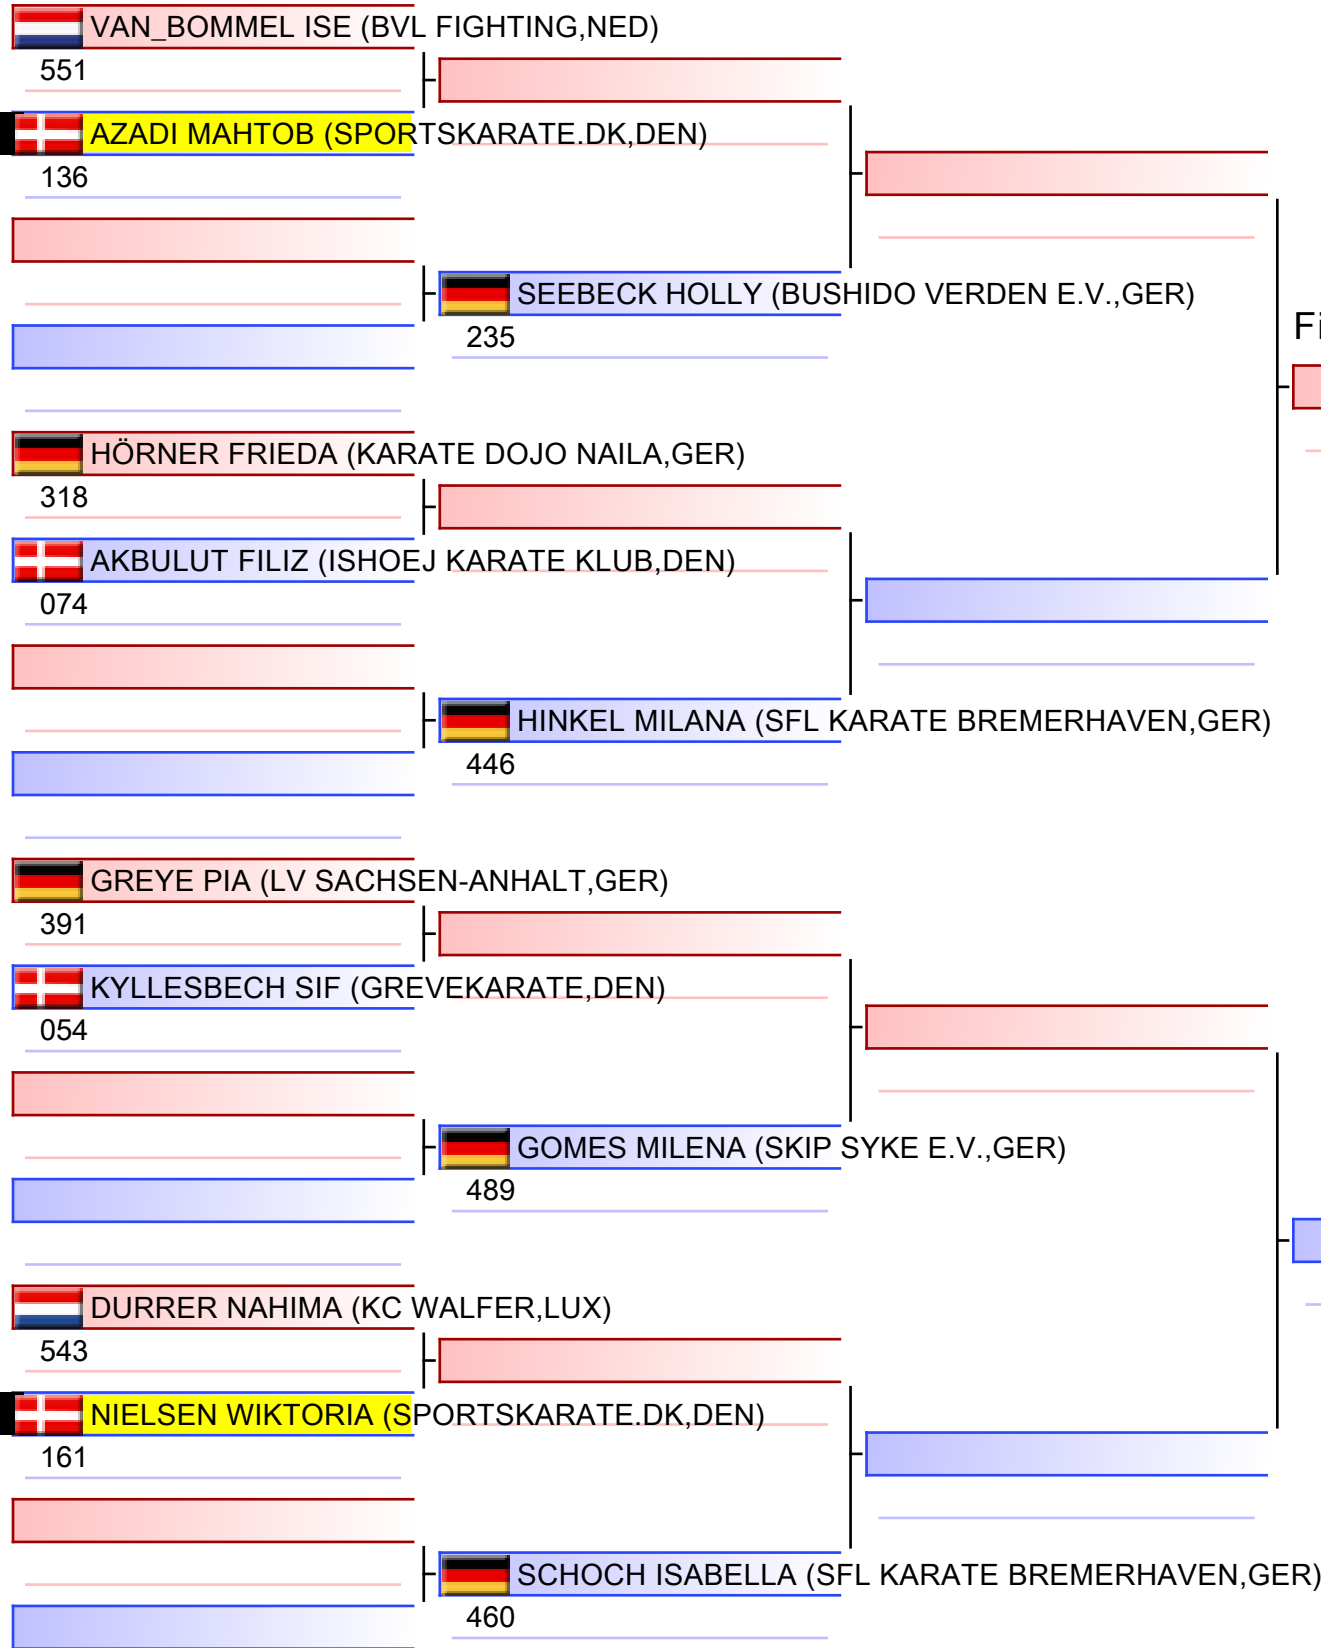 VAN_BOMMEL ISE (BVL FIGHTING,NED)
551
AZADI MAHTOB (SPORTSKARATE.DK,DEN)
136
SEEBECK HOLLY (BUSHIDO VERDEN E.V.,GER)
235
Fi
HÖRNER FRIEDA (KARATE DOJO NAILA,GER)
318
AKBULUT FILIZ (ISHOEJ KARATE KLUB,DEN)
074
HINKEL MILANA (SFL KARATE BREMERHAVEN,GER)
446
GREYE PIA (LV SACHSEN-ANHALT,GER)
391
KYLLESBECH SIF (GREVEKARATE,DEN)
054
GOMES MILENA (SKIP SYKE E.V.,GER)
489
DURRER NAHIMA (KC WALFER,LUX)
543
NIELSEN WIKTORIA (SPORTSKARATE.DK,DEN)
161
SCHOCH ISABELLA (SFL KARATE BREMERHAVEN,GER)
460